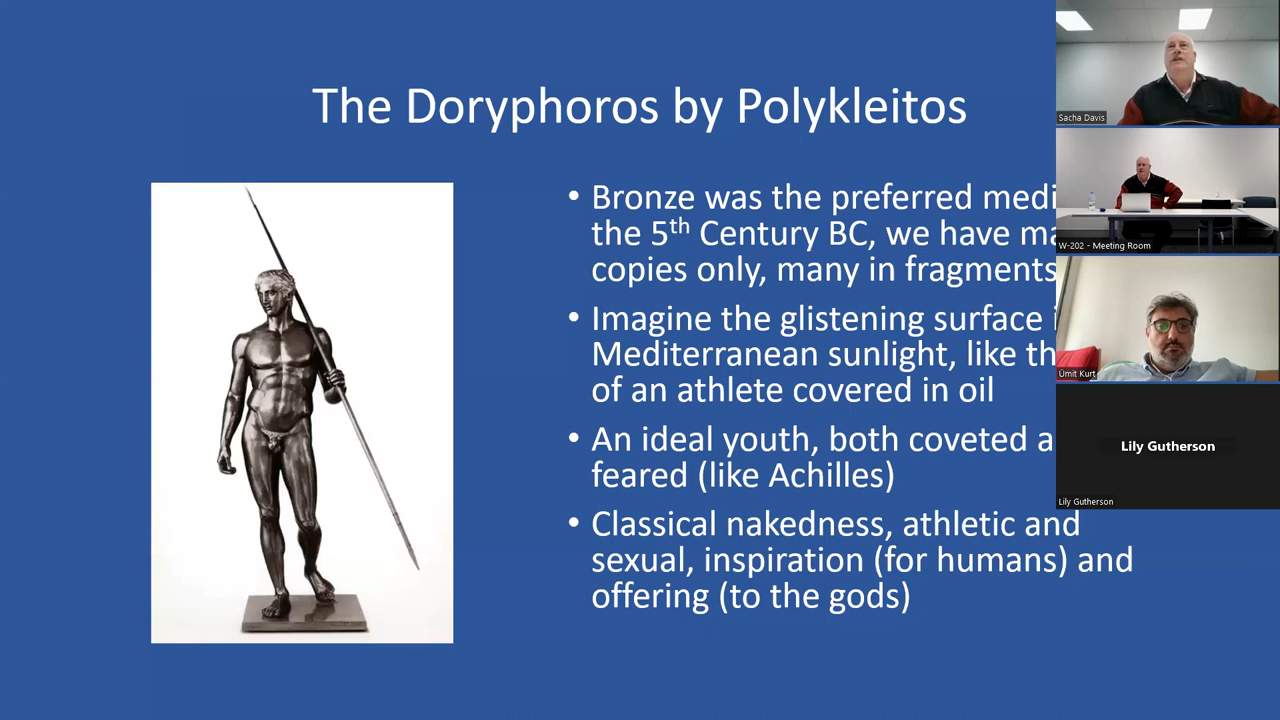 The Doryphoros by Polykleitos
• Bronze was the preferred medi
the 5th Century BC, we have ma
copies only, many in fragments
• Imagine the glistening surface i
Mediterranean sunlight, like th
of an athlete covered in oil
• An ideal youth, both coveted a
feared (like Achilles)
• Classical nakedness, athletic and
sexual, inspiration (for humans) and
offering (to the gods)
Sacha Davis
W-202 - Meeting Room
Ümit Kurt
Lily Gutherson
Lily Gutherson